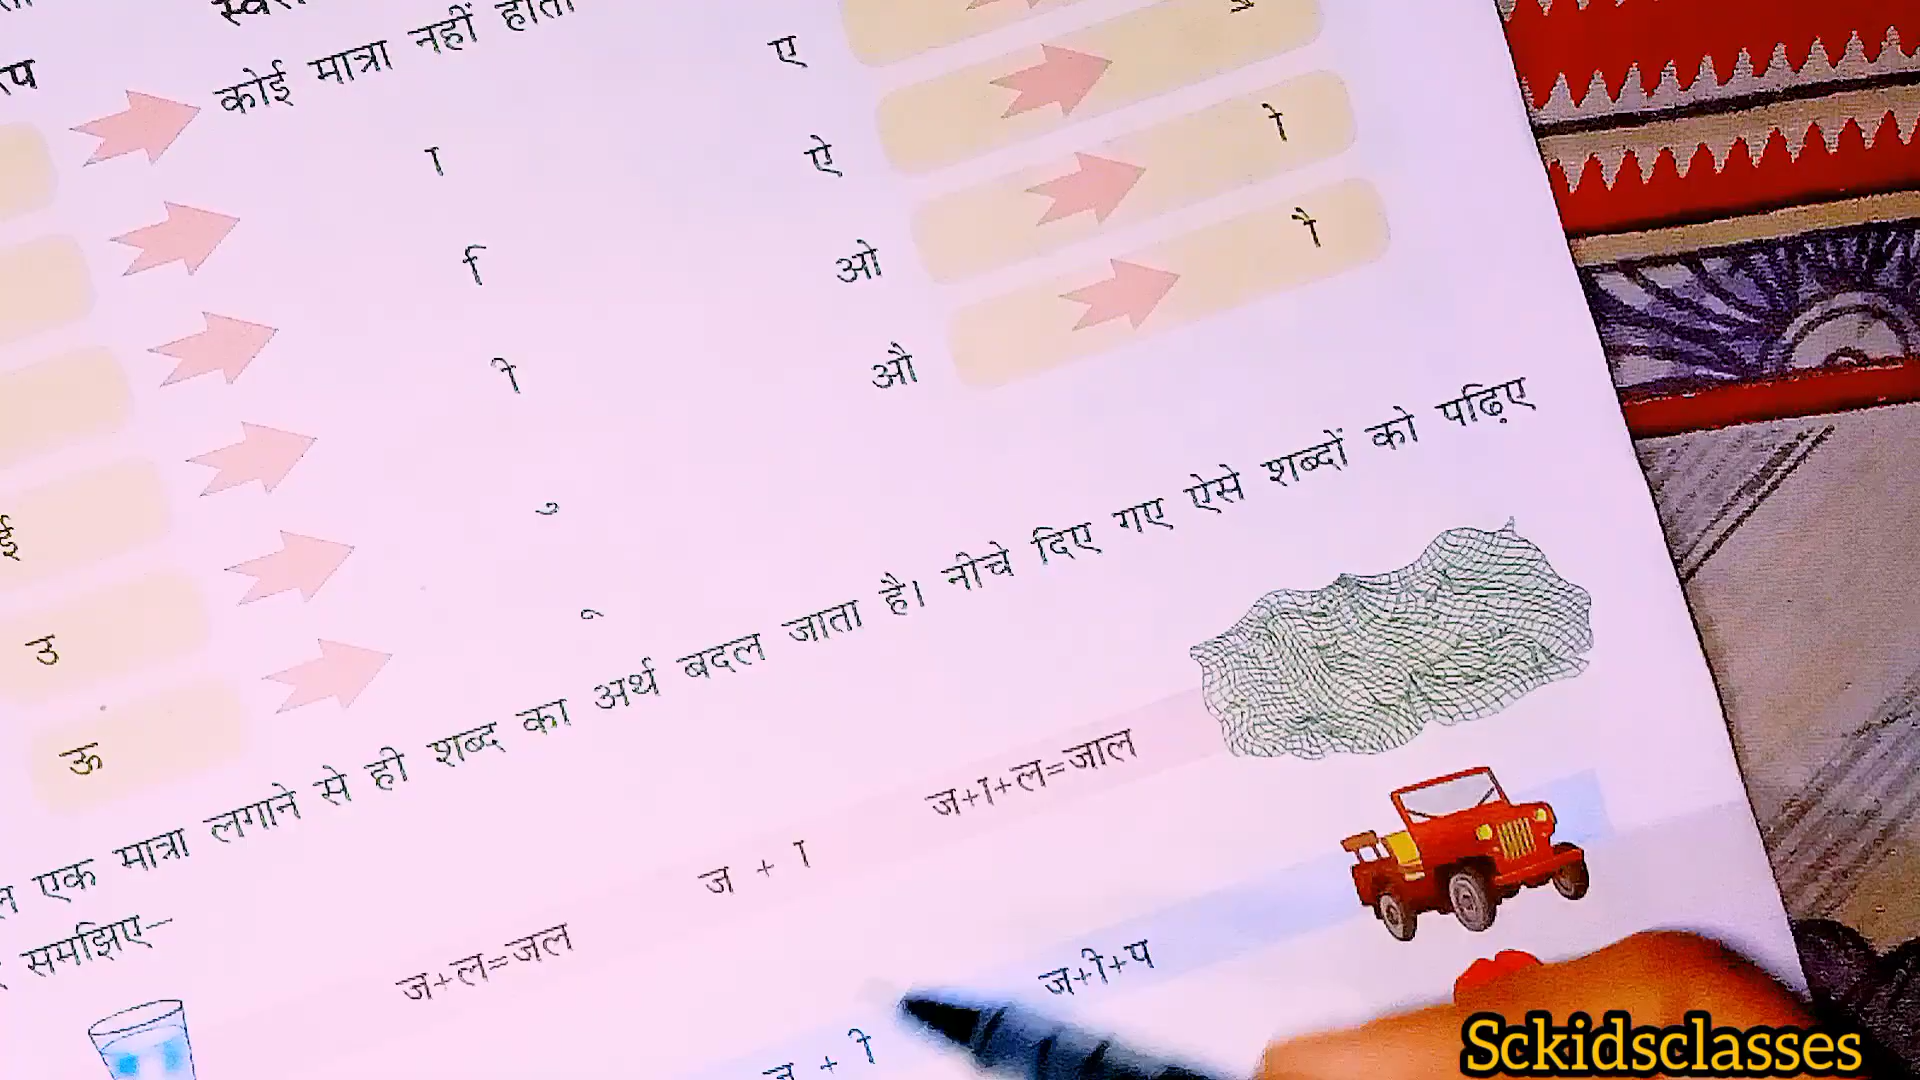 कोई मात्रा नहीं होती
ा
ि
ी
ु
ू
ई
उ
ऊ
ए
ऐ
ओ
औ
ो
ौ
एक मात्रा लगाने से ही शब्द का अर्थ बदल जाता है। नीचे दिए गए ऐसे शब्दों को पढ़िए
समझिए—
ज+ल=जल
ज + ा
ज+ा+ल=जाल
ज + ी
ज+ी+प
Sckidsclasses